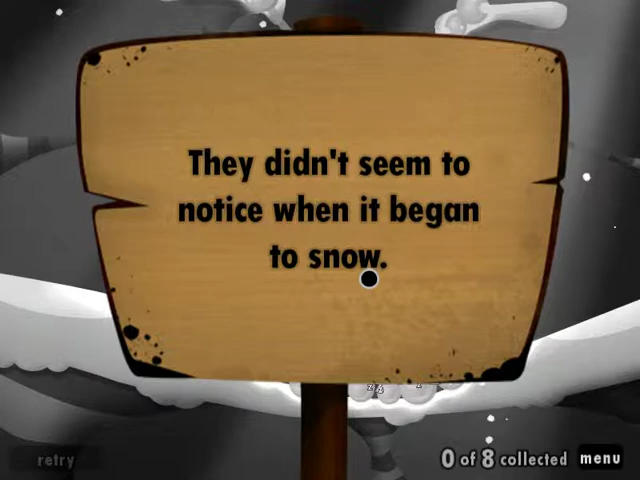 They didn't seem to
notice when it began
to snow.
retry
0 of 8 collected
menu